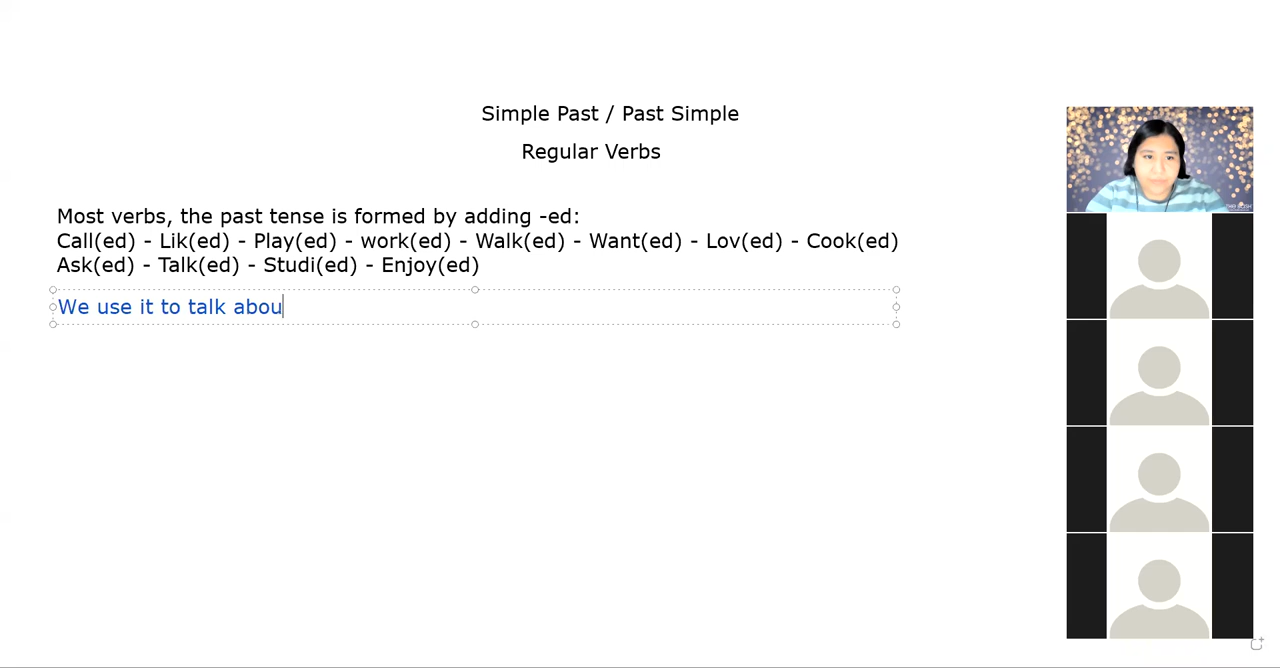 Simple Past / Past Simple
Regular Verbs
Most verbs, the past tense is formed by adding -ed:
Call(ed) - Lik(ed) - Play(ed) - work(ed) - Walk(ed) - Want(ed) - Lov(ed) - Cook(ed)
Ask(ed) - Talk(ed) - Studi(ed) - Enjoy(ed)
We use it to talk abou